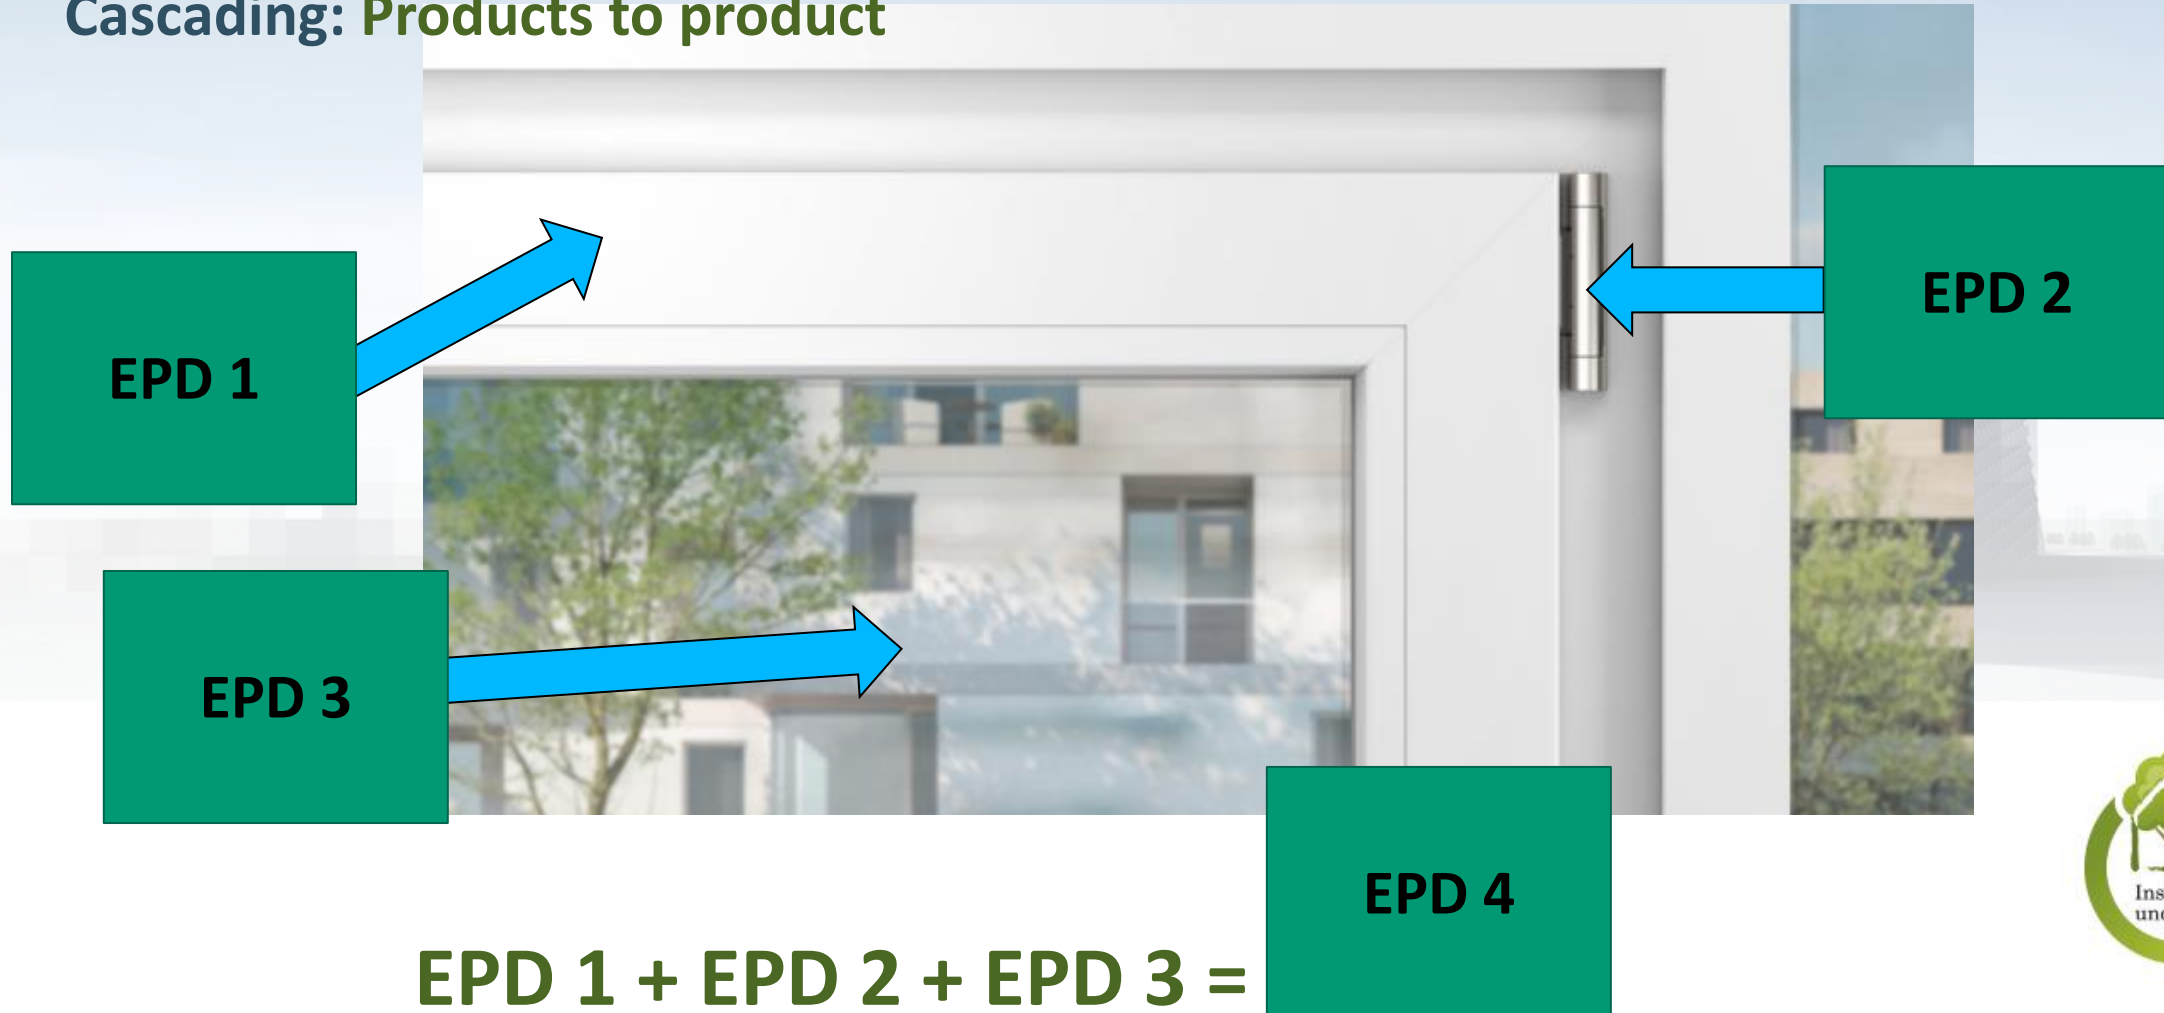 Cascading: Products to product
EPD 1
EPD 2
EPD 3
EPD 4
EPD 1 + EPD 2 + EPD 3 =